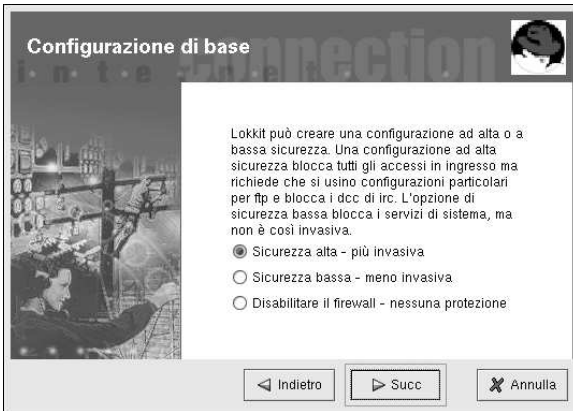 Configurazione di base
connection
internet
Lokkit può creare una configurazione ad alta o a
bassa sicurezza. Una configurazione ad alta
sicurezza blocca tutti gli accessi in ingresso ma
richiede che si usino configurazioni particolari
per ftp e blocca i dcc di irc. L'opzione di
sicurezza bassa blocca i servizi di sistema, ma
non è così invasiva.
Sicurezza alta - più invasiva
Sicurezza bassa - meno invasiva
Disabilitare il firewall - nessuna protezione
Indietro
Succ
Annulla